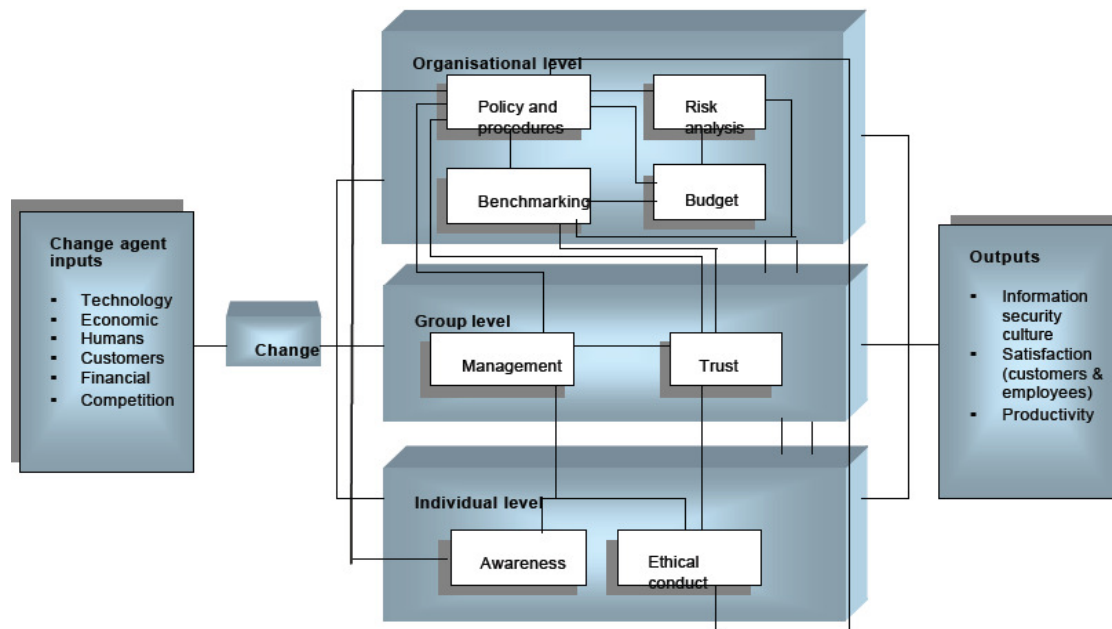 Change agent
inputs
▪ Technology
▪ Economic
▪ Humans
▪ Customers
▪ Financial
▪ Competition
Change
Organisational level
Policy and
procedures
Risk
analysis
Benchmarking
Budget
Group level
Management
Trust
Individual level
Awareness
Ethical
conduct
Outputs
▪ Information
security
culture
▪ Satisfaction
(customers &
employees)
▪ Productivity